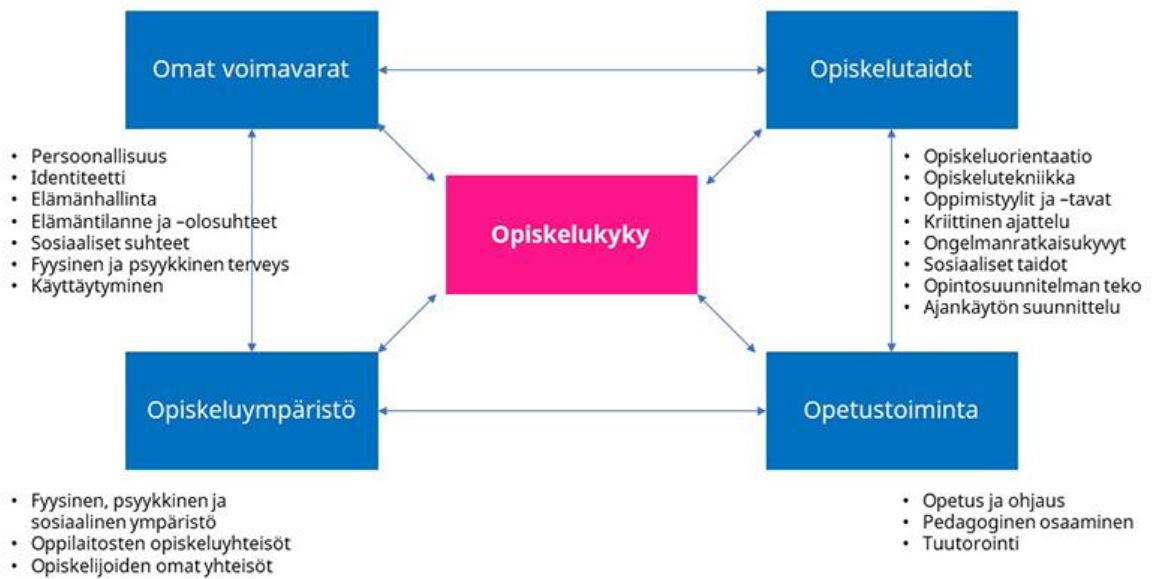 Omat voimavarat
Opiskelutaidot
• Persoonallisuus
• Identiteetti
• Elämänhallinta
• Elämäntilanne ja –olosuhteet
• Sosiaaliset suhteet
• Fyysinen ja psyykkinen terveys
• Käyttäytyminen
Opiskelukyky
• Opiskeluorientaatio
• Opiskelutekniikka
• Oppimistyylit ja –tavat
• Kriittinen ajattelu
• Ongelmanratkaisukyvyt
• Sosiaaliset taidot
• Opintosuunnitelman teko
• Ajankäytön suunnittelu
Opiskeluympäristö
Opetustoiminta
• Fyysinen, psyykkinen ja
sosiaalinen ympäristö
• Oppilaitosten opiskeluyhteisöt
• Opiskelijoiden omat yhteisöt
• Opetus ja ohjaus
• Pedagoginen osaaminen
• Tuutorointi